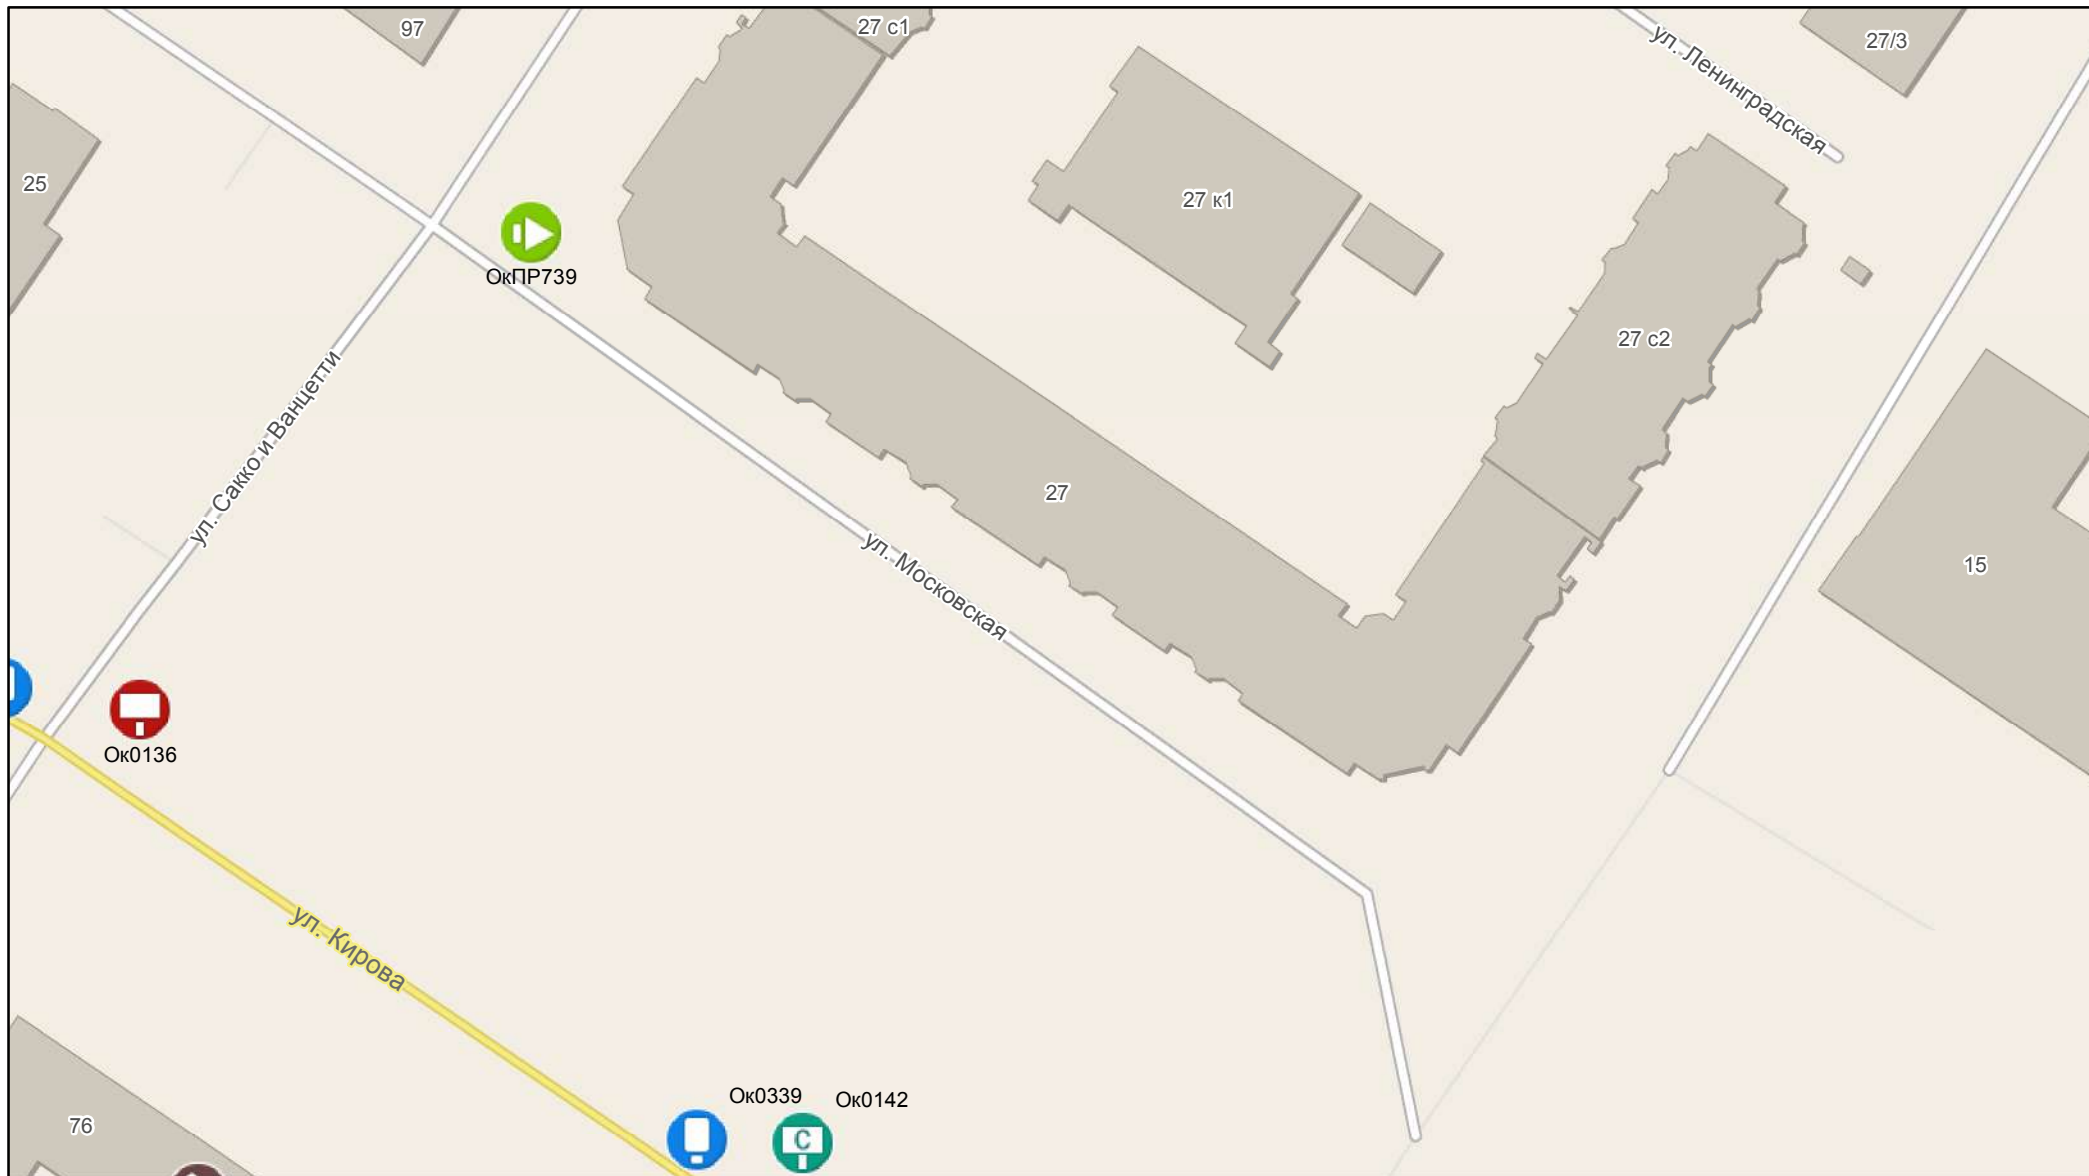 97
27 с1
ул. Ленинградская
27/3
25
27 к1
ОкПР739
27 с2
ул. Сакко и Ванцетти
27
ул. Московская
15
Ок0136
ул. Кирова
Ок0339
Ок0142
76
С